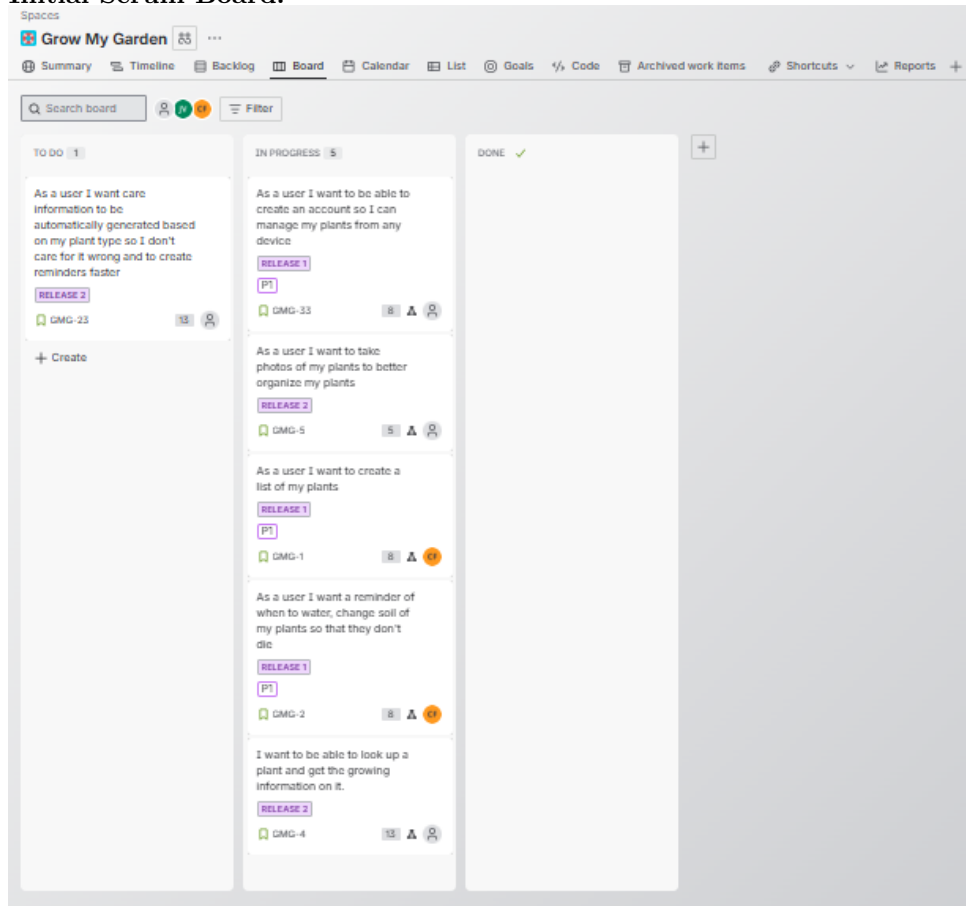 Initial Scrum Board:
Spaces
Grow My Garden
Summary Timeline Backlog Board Calendar List Goals Code Archived work items Shortcuts Reports
Search board JV CF Filter
TO DO 1
As a user I want care
information to be
automatically generated based
on my plant type so I don't
care for it wrong and to create
reminders faster
RELEASE 2
GMG-23 13
Create
IN PROGRESS 5
As a user I want to be able to
create an account so I can
manage my plants from any
device
RELEASE 1
P1
GMG-33 8
As a user I want to take
photos of my plants to better
organize my plants
RELEASE 2
GMG-5 5
As a user I want to create a
list of my plants
RELEASE 1
P1
GMG-1 8 CF
As a user I want a reminder of
when to water, change soil of
my plants so that they don't
die
RELEASE 1
P1
GMG-2 8 CF
I want to be able to look up a
plant and get the growing
information on it.
RELEASE 2
GMG-4 13
DONE